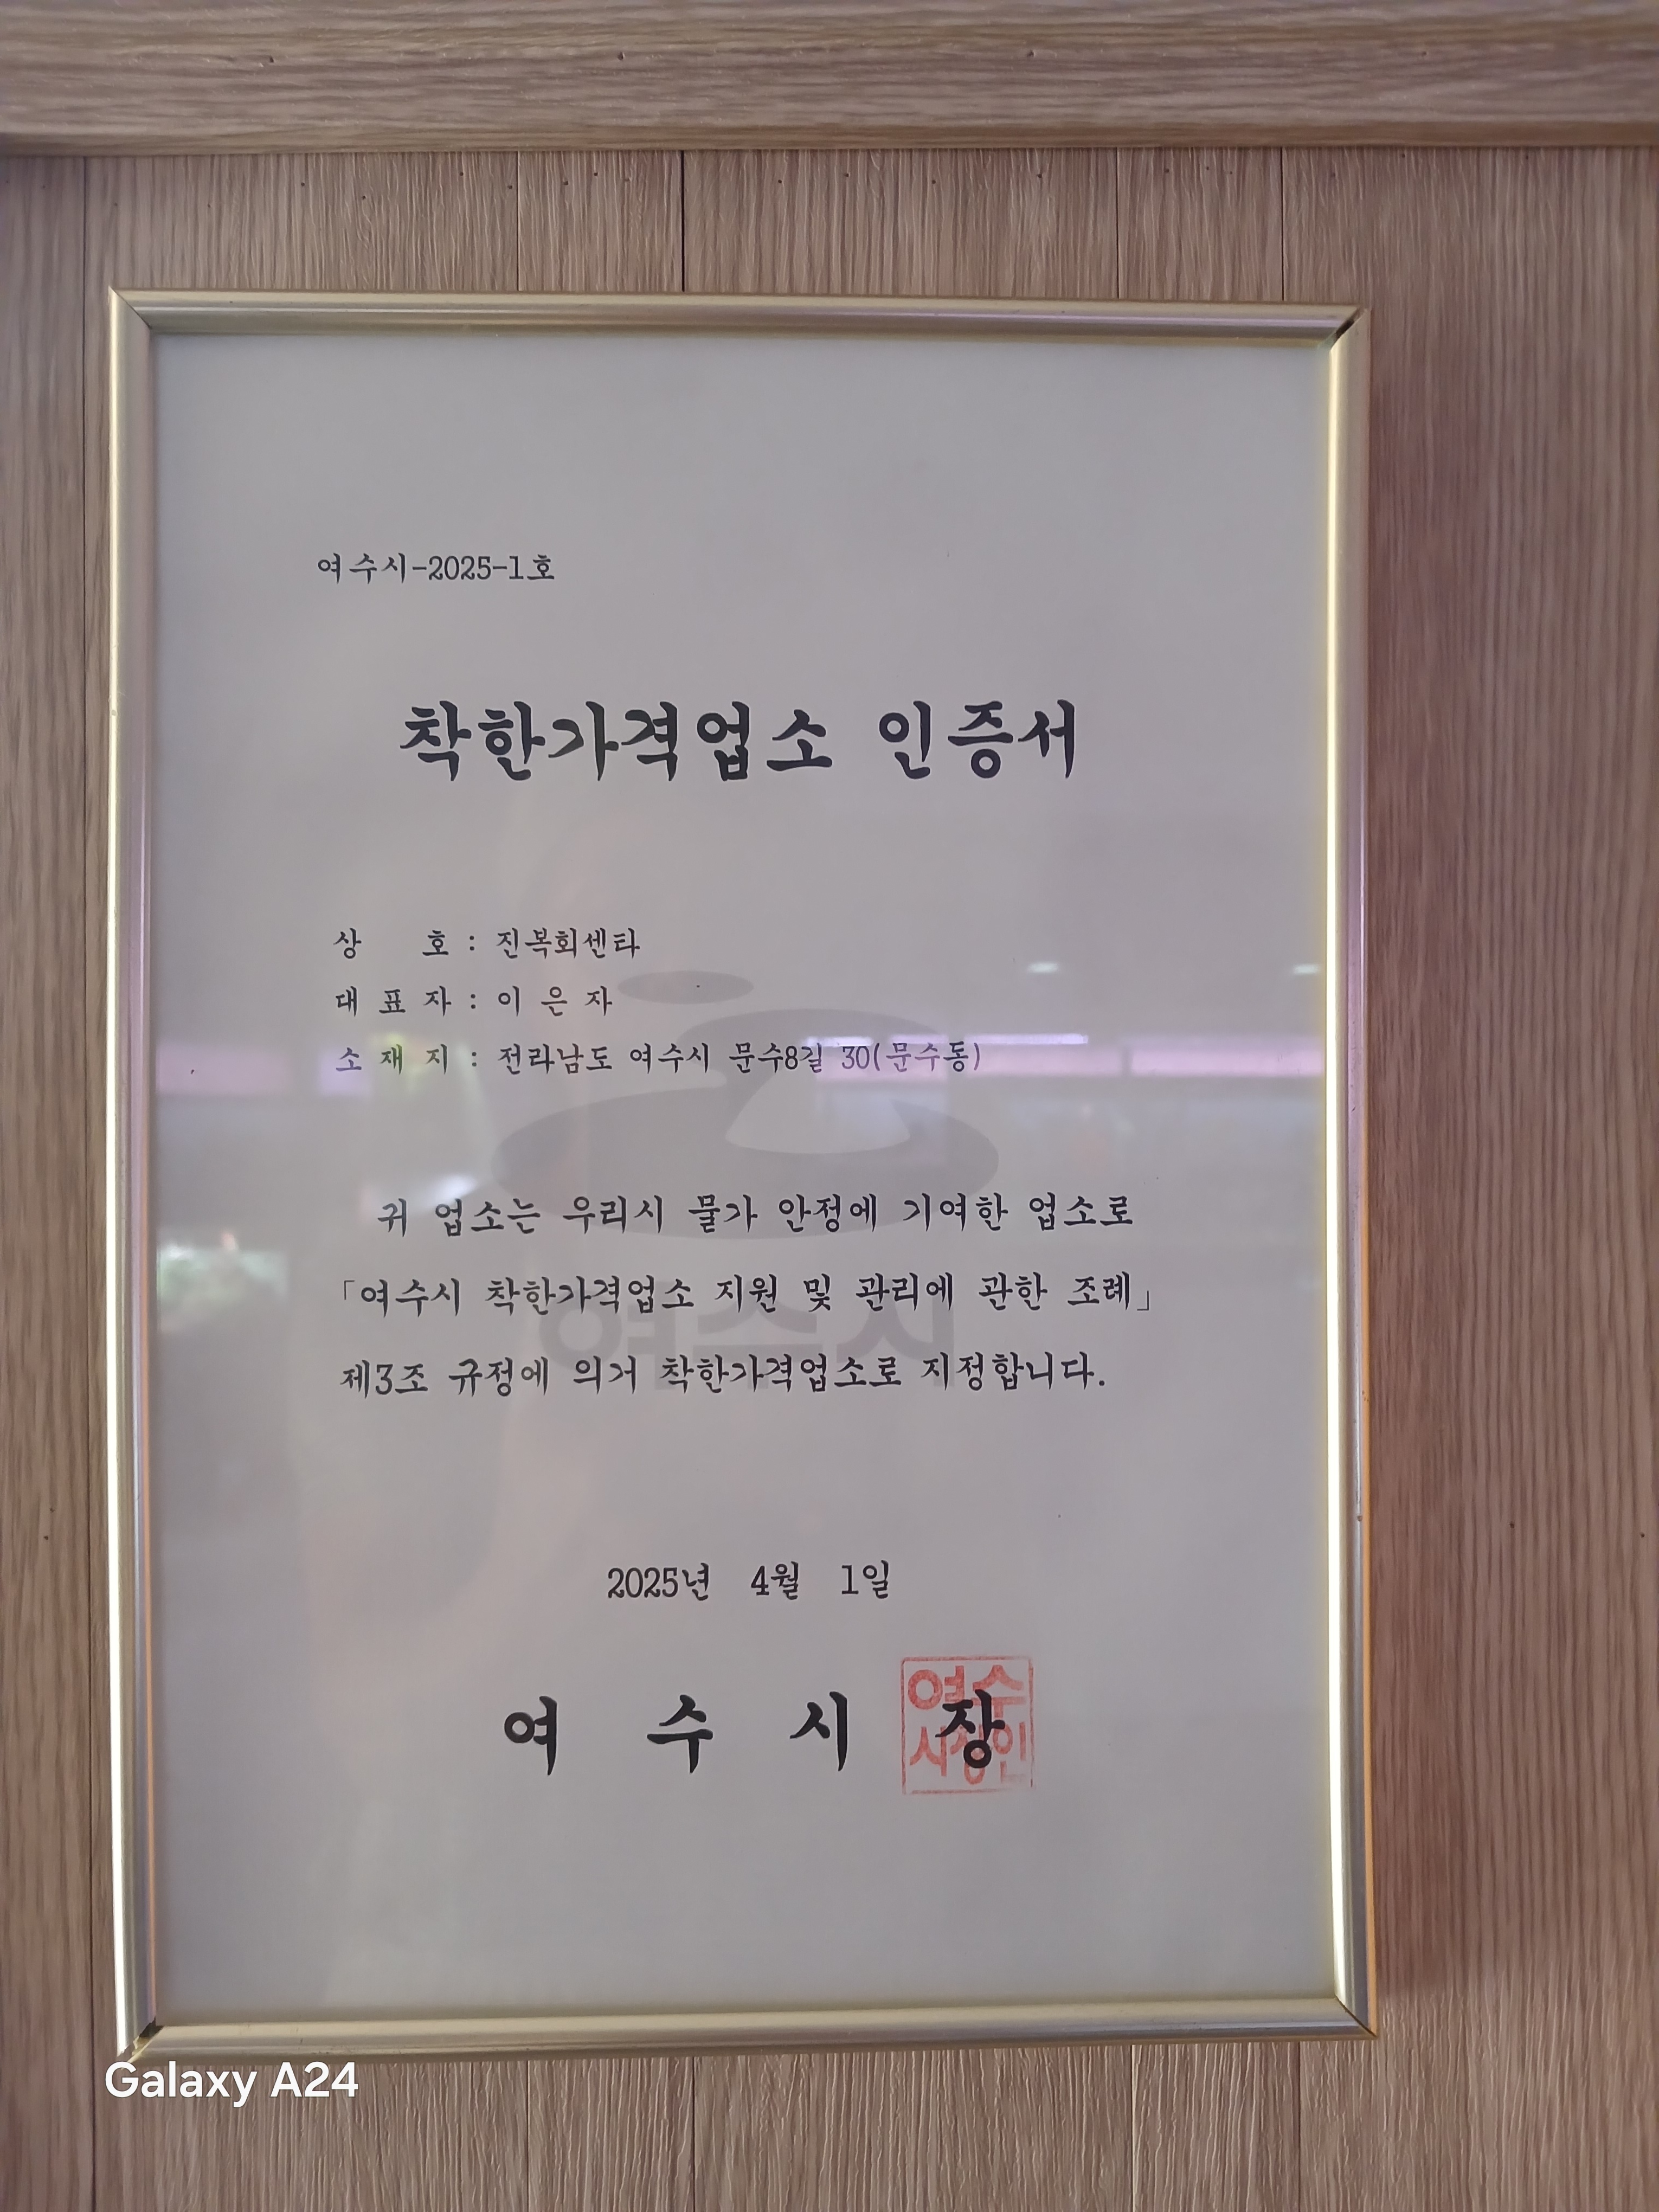 여수시-2025-1호
착한가격업소 인증서
상 호 : 진복회센타
대 표 자 : 이 은 자
소 재 지 : 전라남도 여수시 문수8길 30(문수동)
귀 업소는 우리시 물가 안정에 기여한 업소로
「여수시 착한가격업소 지원 및 관리에 관한 조례」
여수시
제3조 규정에 의거 착한가격업소로 지정합니다.
2025년 4월 1일
여 수 시 장
여수
시장인
Galaxy A24